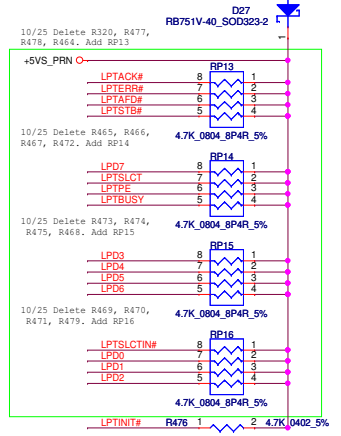 D27
RB751V-40_SOD323-2
1
10/25 Delete R320, R477,
R478, R464. Add RP13
+5VS_PRN
RP13
LPTACK# 8 1
LPTERR# 7 2
LPTAFD# 6 3
LPTSTB# 5 4
4.7K_0804_8P4R_5%
10/25 Delete R465, R466,
R467, R472. Add RP14
RP14
LPD7 8 1
LPTSLCT 7 2
LPTPE 6 3
LPTBUSY 5 4
4.7K_0804_8P4R_5%
10/25 Delete R473, R474,
R475, R468. Add RP15
RP15
LPD3 8 1
LPD4 7 2
LPD5 6 3
LPD6 5 4
4.7K_0804_8P4R_5%
10/25 Delete R469, R470,
R471, R479. Add RP16
RP16
LPTSLCTIN# 8 1
LPD0 7 2
LPD1 6 3
LPD2 5 4
4.7K_0804_8P4R_5%
LPTINIT# R476 1 2 4.7K_0402_5%